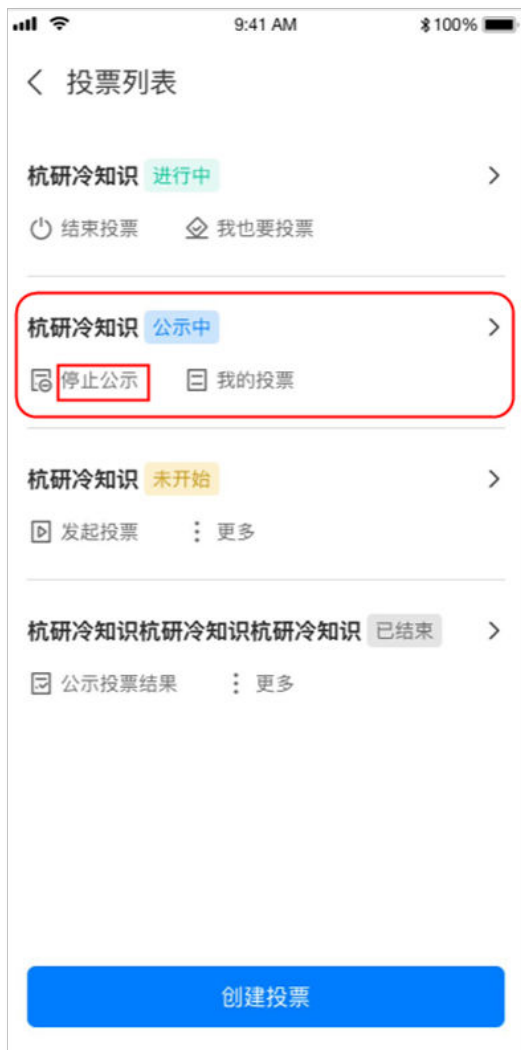 9:41 AM 100%
投票列表
杭研冷知识 进行中
结束投票 我也要投票
杭研冷知识 公示中
停止公示 我的投票
杭研冷知识 未开始
发起投票 更多
杭研冷知识杭研冷知识杭研冷知识 已结束
公示投票结果 更多
创建投票